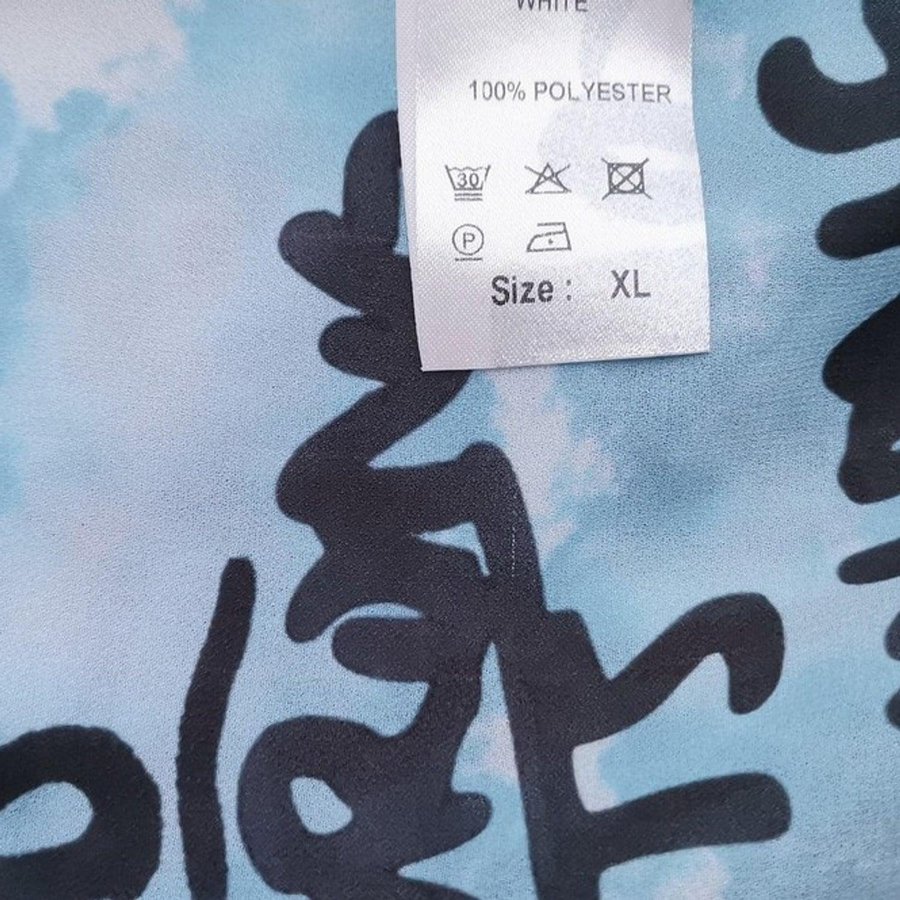 WHITE
100% POLYESTER
30
P
Size : XL